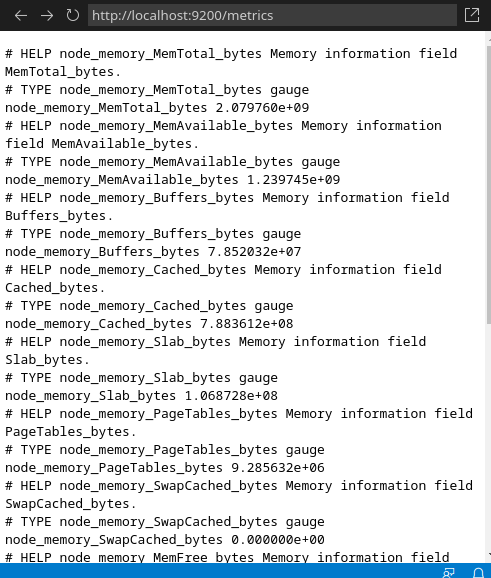 http://localhost:9200/metrics
# HELP node_memory_MemTotal_bytes Memory information field
MemTotal_bytes.
# TYPE node_memory_MemTotal_bytes gauge
node_memory_MemTotal_bytes 2.079760e+09
# HELP node_memory_MemAvailable_bytes Memory information
field MemAvailable_bytes.
# TYPE node_memory_MemAvailable_bytes gauge
node_memory_MemAvailable_bytes 1.239745e+09
# HELP node_memory_Buffers_bytes Memory information field
Buffers_bytes.
# TYPE node_memory_Buffers_bytes gauge
node_memory_Buffers_bytes 7.852032e+07
# HELP node_memory_Cached_bytes Memory information field
Cached_bytes.
# TYPE node_memory_Cached_bytes gauge
node_memory_Cached_bytes 7.883612e+08
# HELP node_memory_Slab_bytes Memory information field
Slab_bytes.
# TYPE node_memory_Slab_bytes gauge
node_memory_Slab_bytes 1.068728e+08
# HELP node_memory_PageTables_bytes Memory information field
PageTables_bytes.
# TYPE node_memory_PageTables_bytes gauge
node_memory_PageTables_bytes 9.285632e+06
# HELP node_memory_SwapCached_bytes Memory information field
SwapCached_bytes.
# TYPE node_memory_SwapCached_bytes gauge
node_memory_SwapCached_bytes 0.000000e+00
# HELP node_memory_MemFree_bytes Memory information field